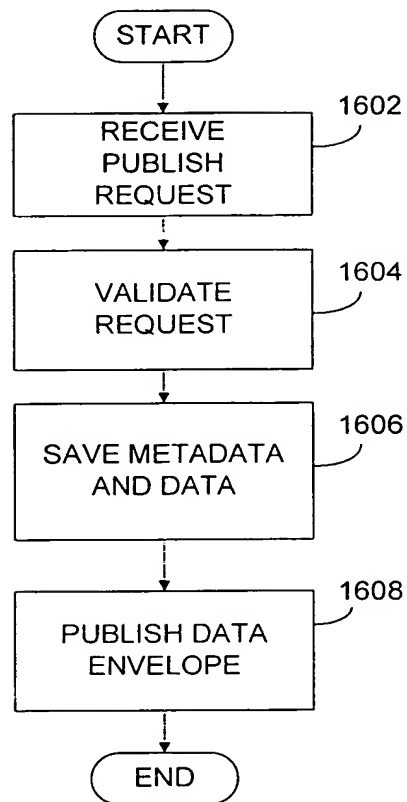 START
1602
RECEIVE
PUBLISH
REQUEST
1604
VALIDATE
REQUEST
1606
SAVE METADATA
AND DATA
1608
PUBLISH DATA
ENVELOPE
END